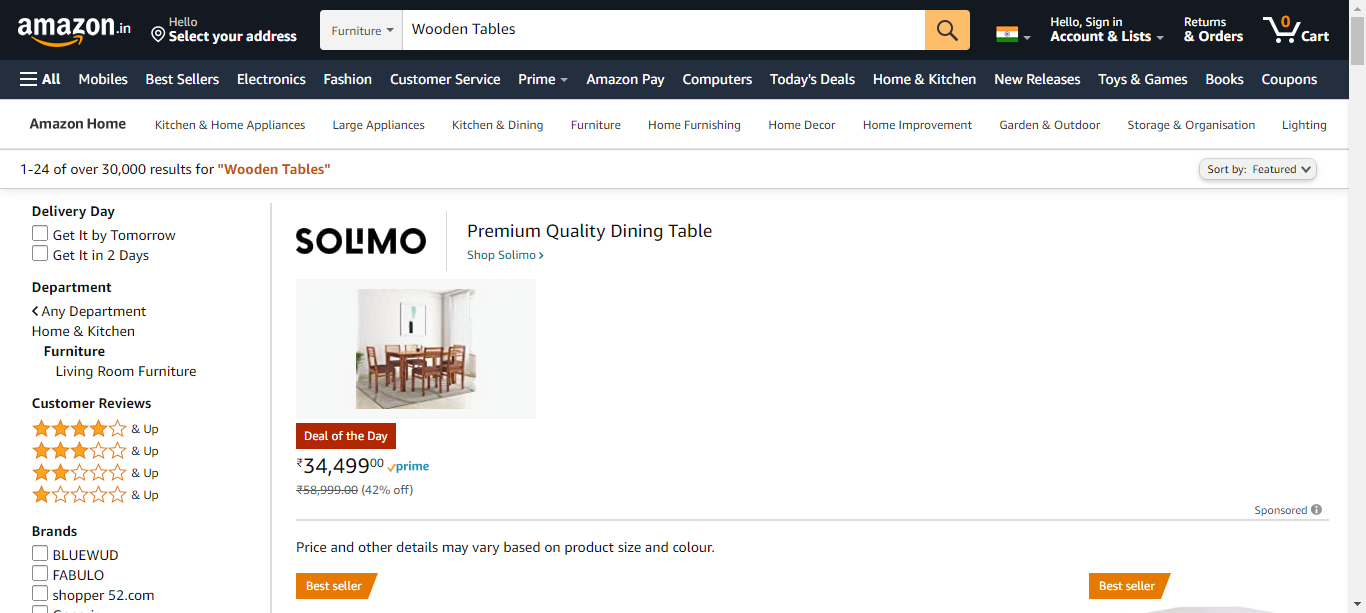 amazon.in
Hello
Select your address
Furniture
Wooden Tables
Hello, Sign in
Account & Lists
Returns
& Orders
0
Cart
All Mobiles Best Sellers Electronics Fashion Customer Service Prime Amazon Pay Computers Today's Deals Home & Kitchen New Releases Toys & Games Books Coupons
Amazon Home Kitchen & Home Appliances Large Appliances Kitchen & Dining Furniture Home Furnishing Home Decor Home Improvement Garden & Outdoor Storage & Organisation Lighting
1-24 of over 30,000 results for "Wooden Tables"
Sort by: Featured
Delivery Day
Get It by Tomorrow
Get It in 2 Days
Department
Any Department
Home & Kitchen
Furniture
Living Room Furniture
Customer Reviews
& Up
& Up
& Up
& Up
Brands
BLUEWUD
FABULO
shopper 52.com
SOLIMO
Premium Quality Dining Table
Shop Solimo ›
Deal of the Day
₹34,49900 prime
₹58,999.00 (42% off)
Sponsored
Price and other details may vary based on product size and colour.
Best seller
Best seller